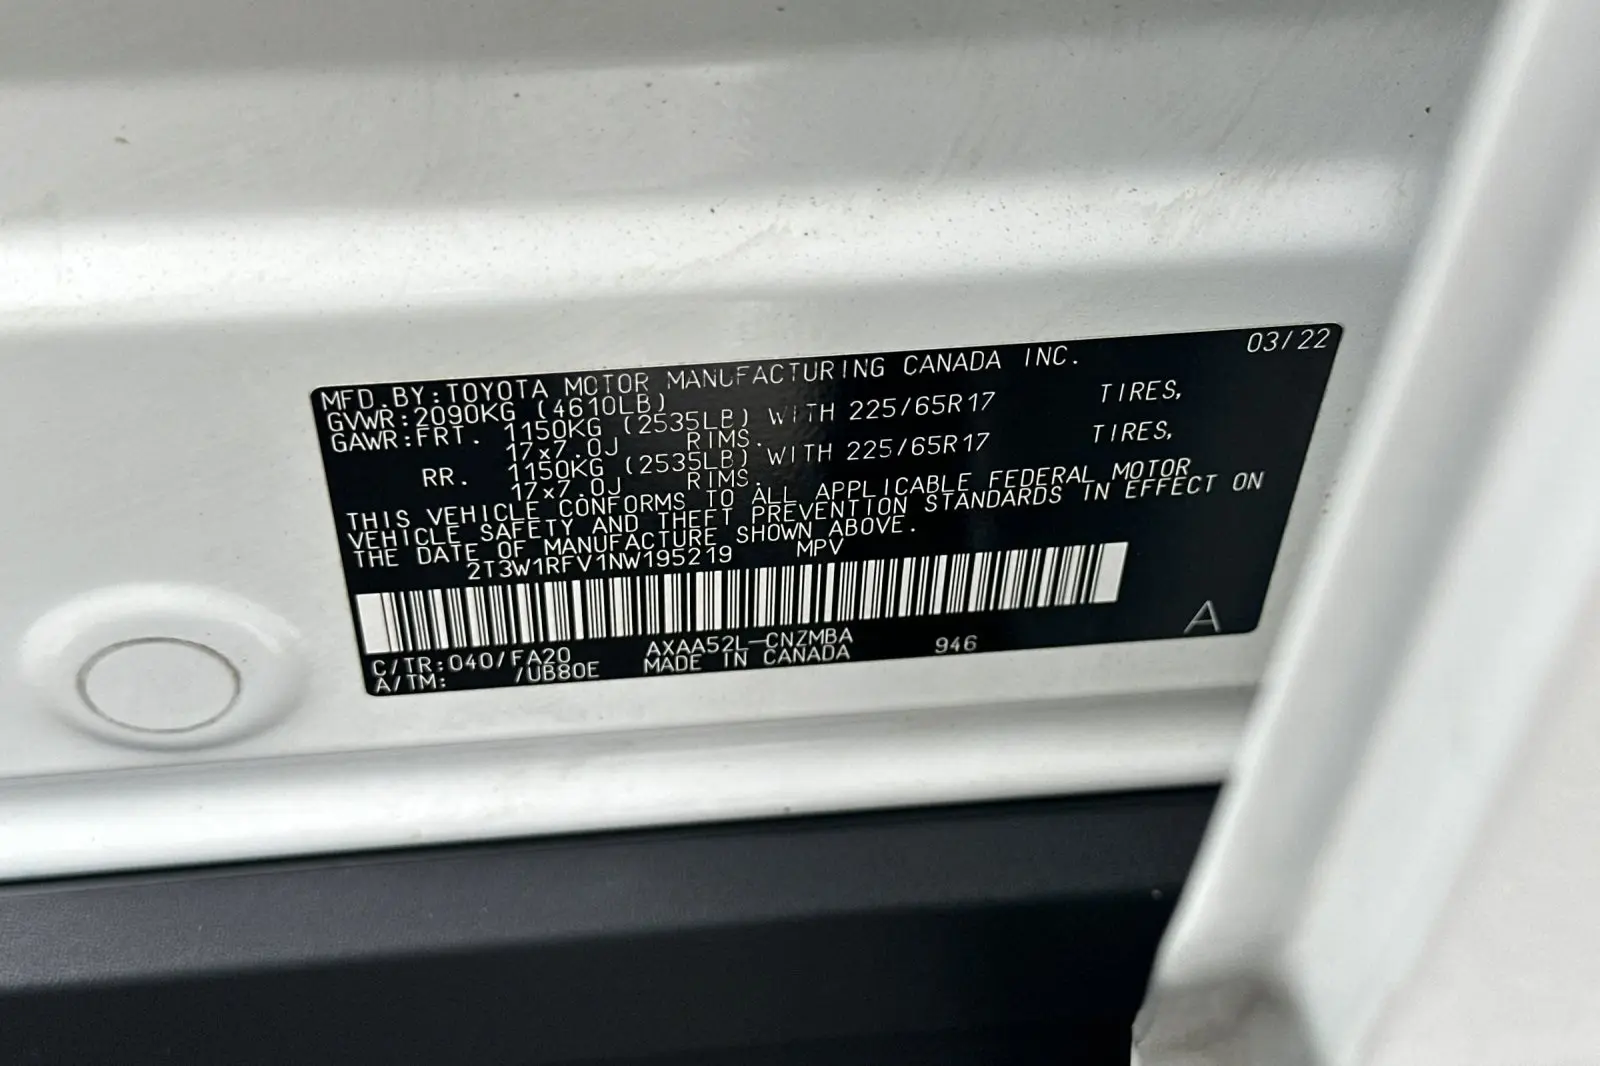 03/22
MFD.BY:TOYOTA MOTOR MANUFACTURING CANADA INC.
GVWR:2090KG (4610LB)
GAWR:FRT. 1150KG (2535LB) WITH 225/65R17 TIRES,
17x7.0J RIMS.
RR. 1150KG (2535LB) WITH 225/65R17 TIRES,
17x7.0J RIMS.
THIS VEHICLE CONFORMS TO ALL APPLICABLE FEDERAL MOTOR
VEHICLE SAFETY AND THEFT PREVENTION STANDARDS IN EFFECT ON
THE DATE OF MANUFACTURE SHOWN ABOVE.
2T3W1RFV1NW195219 MPV
C/TR:040/FA20 AXAA52L-CNZMBA 946 A
A/TM: /UB80E MADE IN CANADA